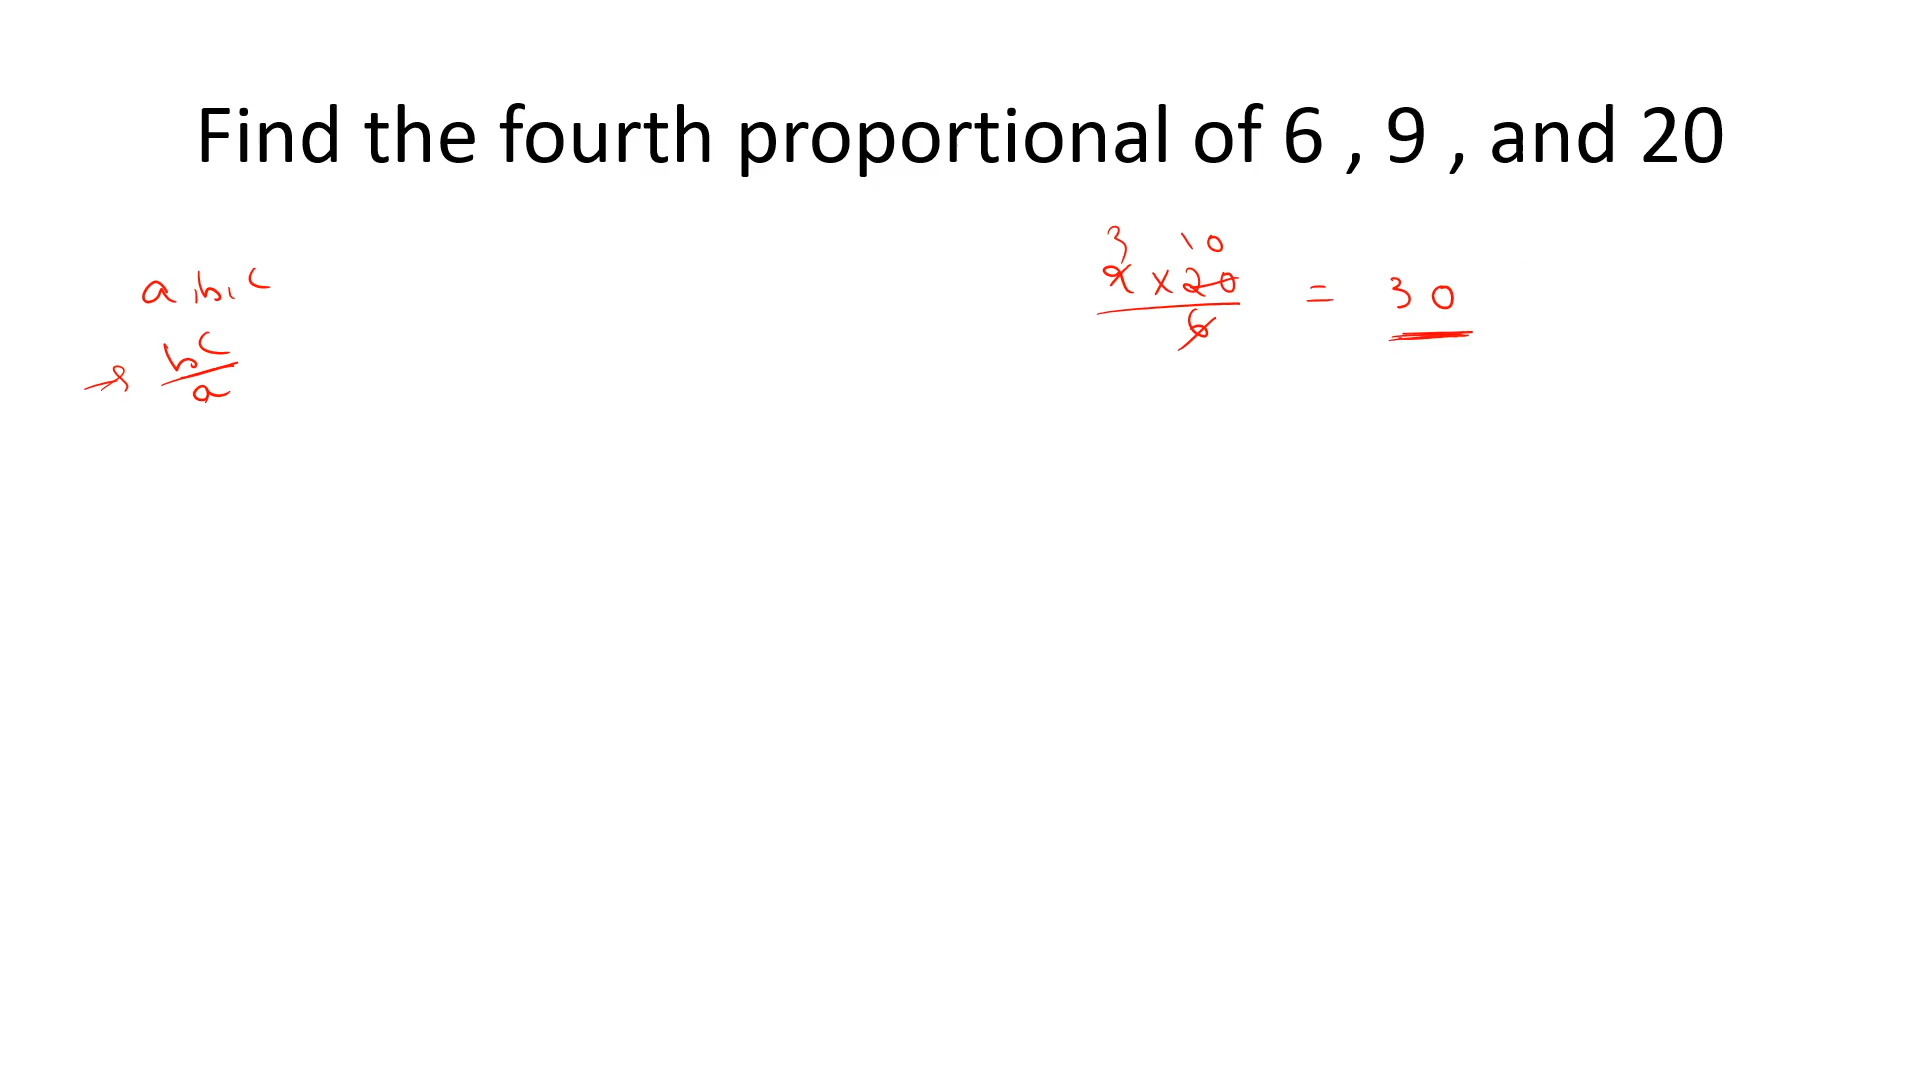 Find the fourth proportional of 6 , 9 , and 20
a, b, c
→ bc
a
3 10
9 × 20
6
= 30